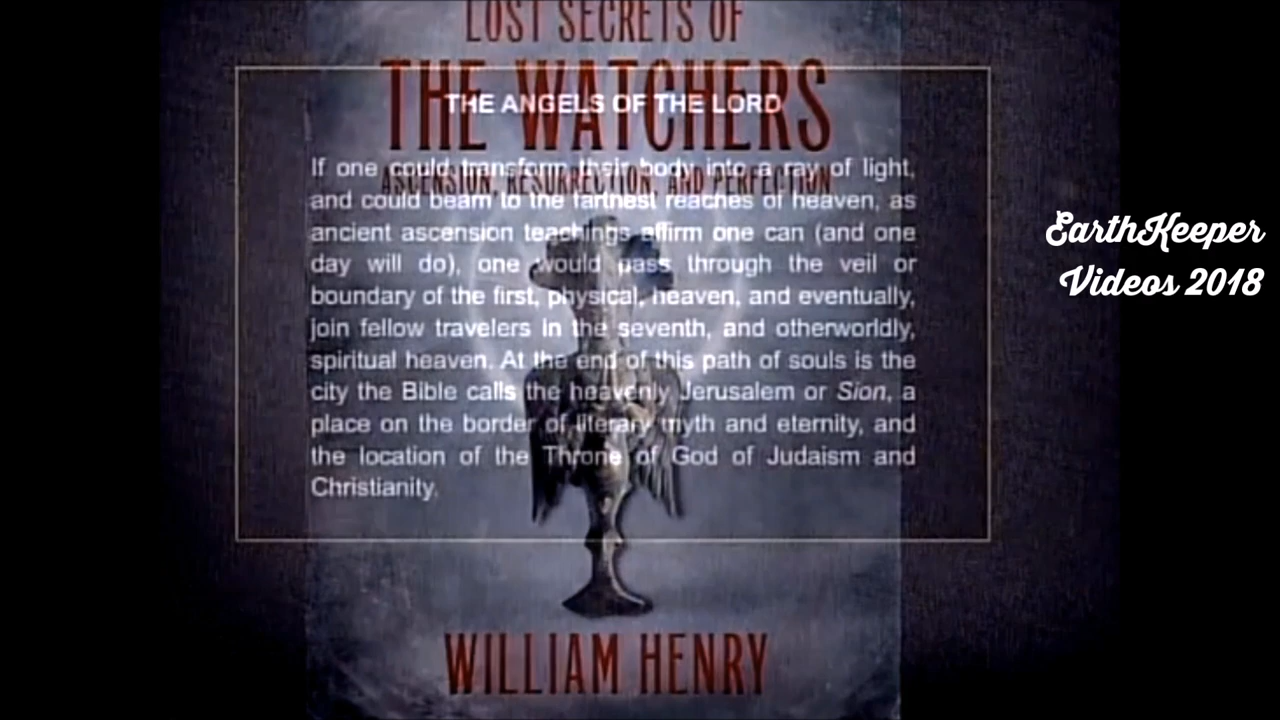 LOST SECRETS OF
THE WATCHERS
THE ANGELS OF THE LORD
ASCENSION, RESURRECTION, AND PERFECTION
If one could transform their body into a ray of light,
and could beam to the farthest reaches of heaven, as
ancient ascension teachings affirm one can (and one
day will do), one would pass through the veil or
boundary of the first, physical, heaven, and eventually,
join fellow travelers in the seventh, and otherworldly,
spiritual heaven. At the end of this path of souls is the
city the Bible calls the heavenly Jerusalem or Sion, a
place on the border of literary myth and eternity, and
the location of the Throne of God of Judaism and
Christianity.
WILLIAM HENRY
EarthKeeper
Videos 2018